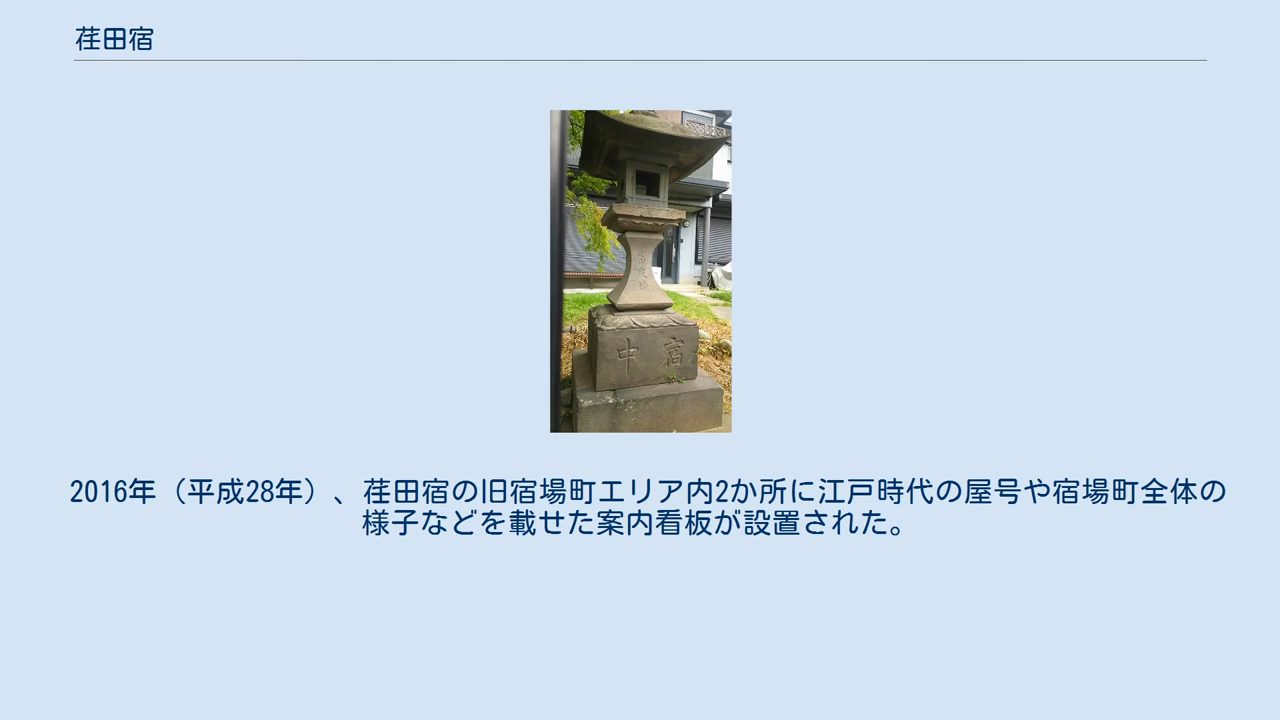 荏田宿
中宿
2016年（平成28年）、荏田宿の旧宿場町エリア内2か所に江戸時代の屋号や宿場町全体の
様子などを載せた案内看板が設置された。